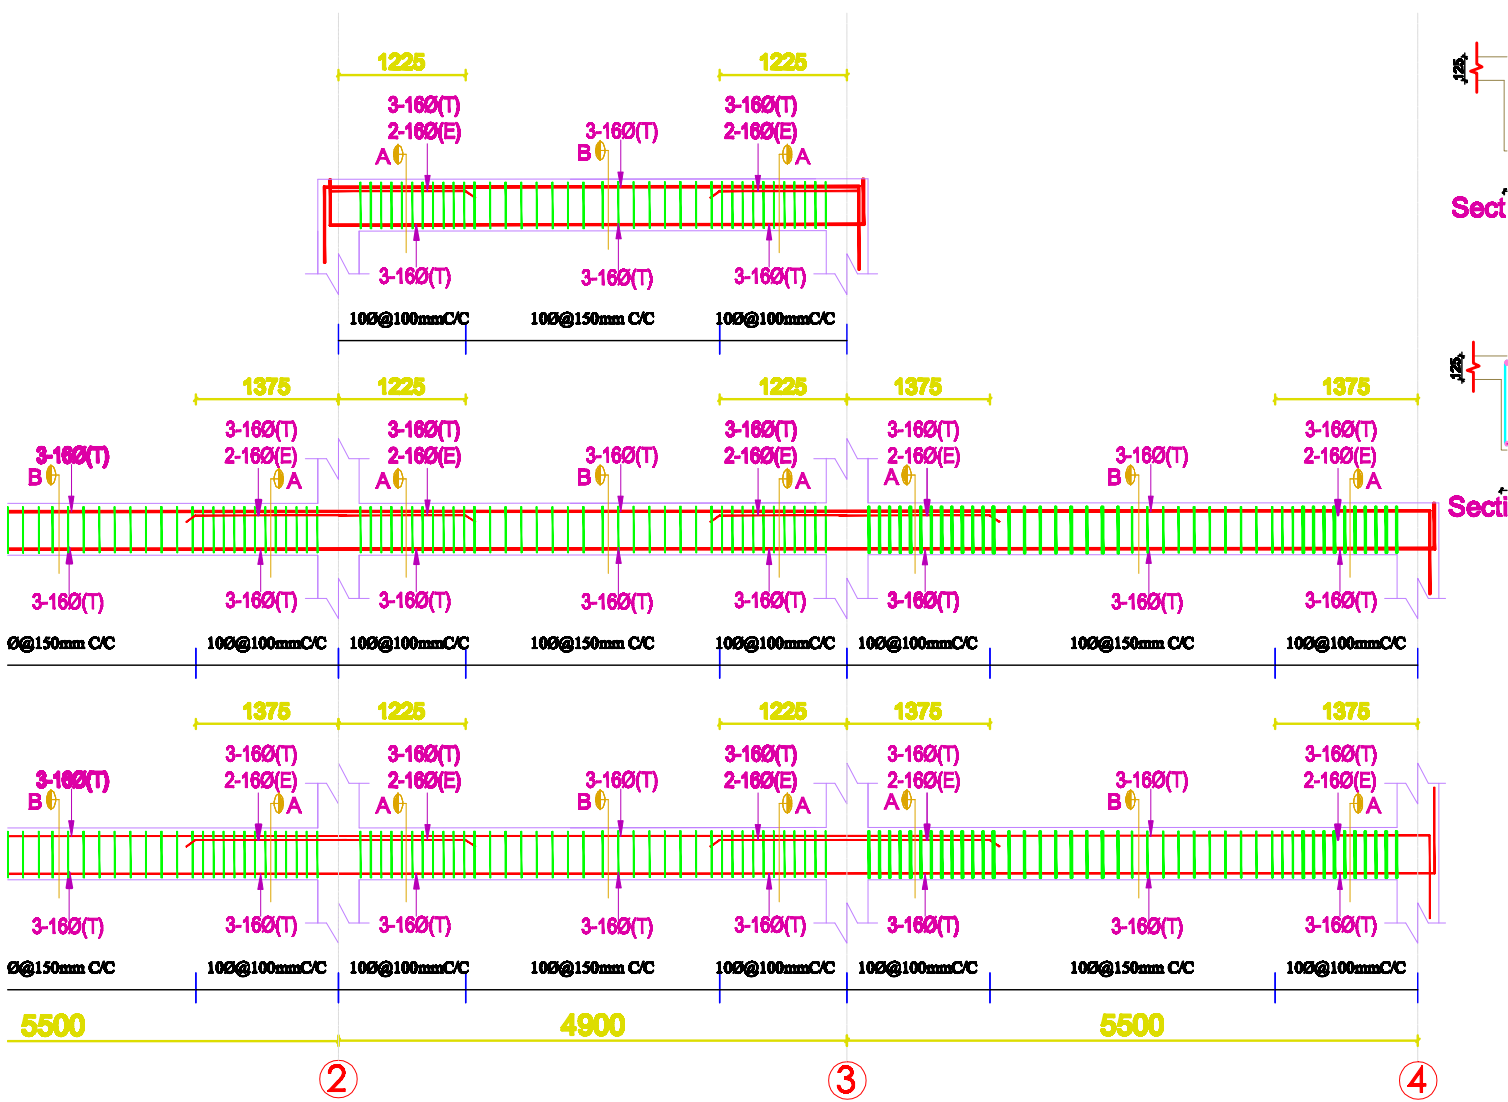 1225 1225
125
3-16Ø(T) 3-16Ø(T)
2-16Ø(E) 3-16Ø(T) 2-16Ø(E)
A B A
Sect
3-16Ø(T) 3-16Ø(T) 3-16Ø(T)
10Ø@100mmC/C 10Ø@150mm C/C 10Ø@100mmC/C
125
1375 1225 1225 1375 1375
3-16Ø(T) 3-16Ø(T) 3-16Ø(T) 3-16Ø(T) 3-16Ø(T)
3-16Ø(T) 2-16Ø(E) 2-16Ø(E) 3-16Ø(T) 2-16Ø(E) 2-16Ø(E) 3-16Ø(T) 2-16Ø(E)
B A A B A A B A
Secti
3-16Ø(T) 3-16Ø(T) 3-16Ø(T) 3-16Ø(T) 3-16Ø(T) 3-16Ø(T) 3-16Ø(T) 3-16Ø(T)
Ø@150mm C/C 10Ø@100mmC/C 10Ø@100mmC/C 10Ø@150mm C/C 10Ø@100mmC/C 10Ø@100mmC/C 10Ø@150mm C/C 10Ø@100mmC/C
1375 1225 1225 1375 1375
3-16Ø(T) 3-16Ø(T) 3-16Ø(T) 3-16Ø(T) 3-16Ø(T)
3-16Ø(T) 2-16Ø(E) 2-16Ø(E) 3-16Ø(T) 2-16Ø(E) 2-16Ø(E) 3-16Ø(T) 2-16Ø(E)
B A A B A A B A
3-16Ø(T) 3-16Ø(T) 3-16Ø(T) 3-16Ø(T) 3-16Ø(T) 3-16Ø(T) 3-16Ø(T) 3-16Ø(T)
Ø@150mm C/C 10Ø@100mmC/C 10Ø@100mmC/C 10Ø@150mm C/C 10Ø@100mmC/C 10Ø@100mmC/C 10Ø@150mm C/C 10Ø@100mmC/C
5500 4900 5500
2 3 4